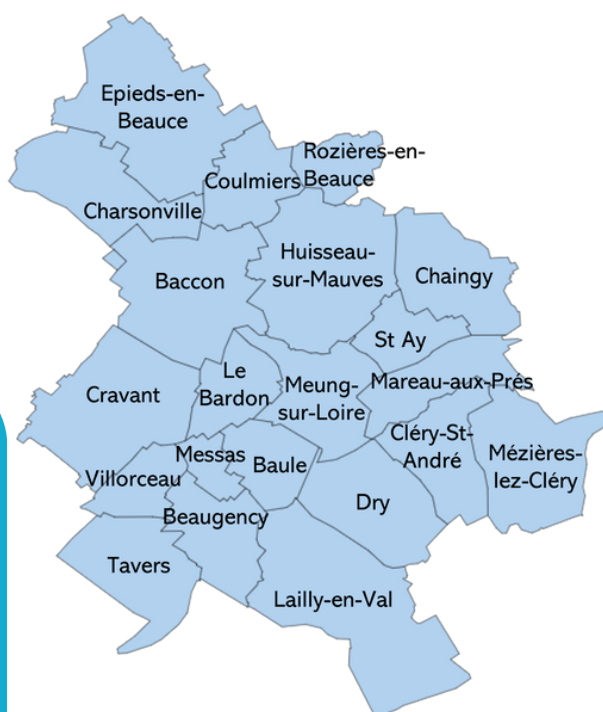 Epieds-en-
Beauce
Rozières-en-
Beauce
Coulmiers
Charsonville
Huisseau-
sur-Mauves
Chaingy
Baccon
St Ay
Le
Bardon
Mareau-aux-Prés
Meung-
sur-Loire
Cravant
Cléry-St-
André
Mézières-
lez-Cléry
Messas
Baule
Villorceau
Dry
Beaugency
Tavers
Lailly-en-Val